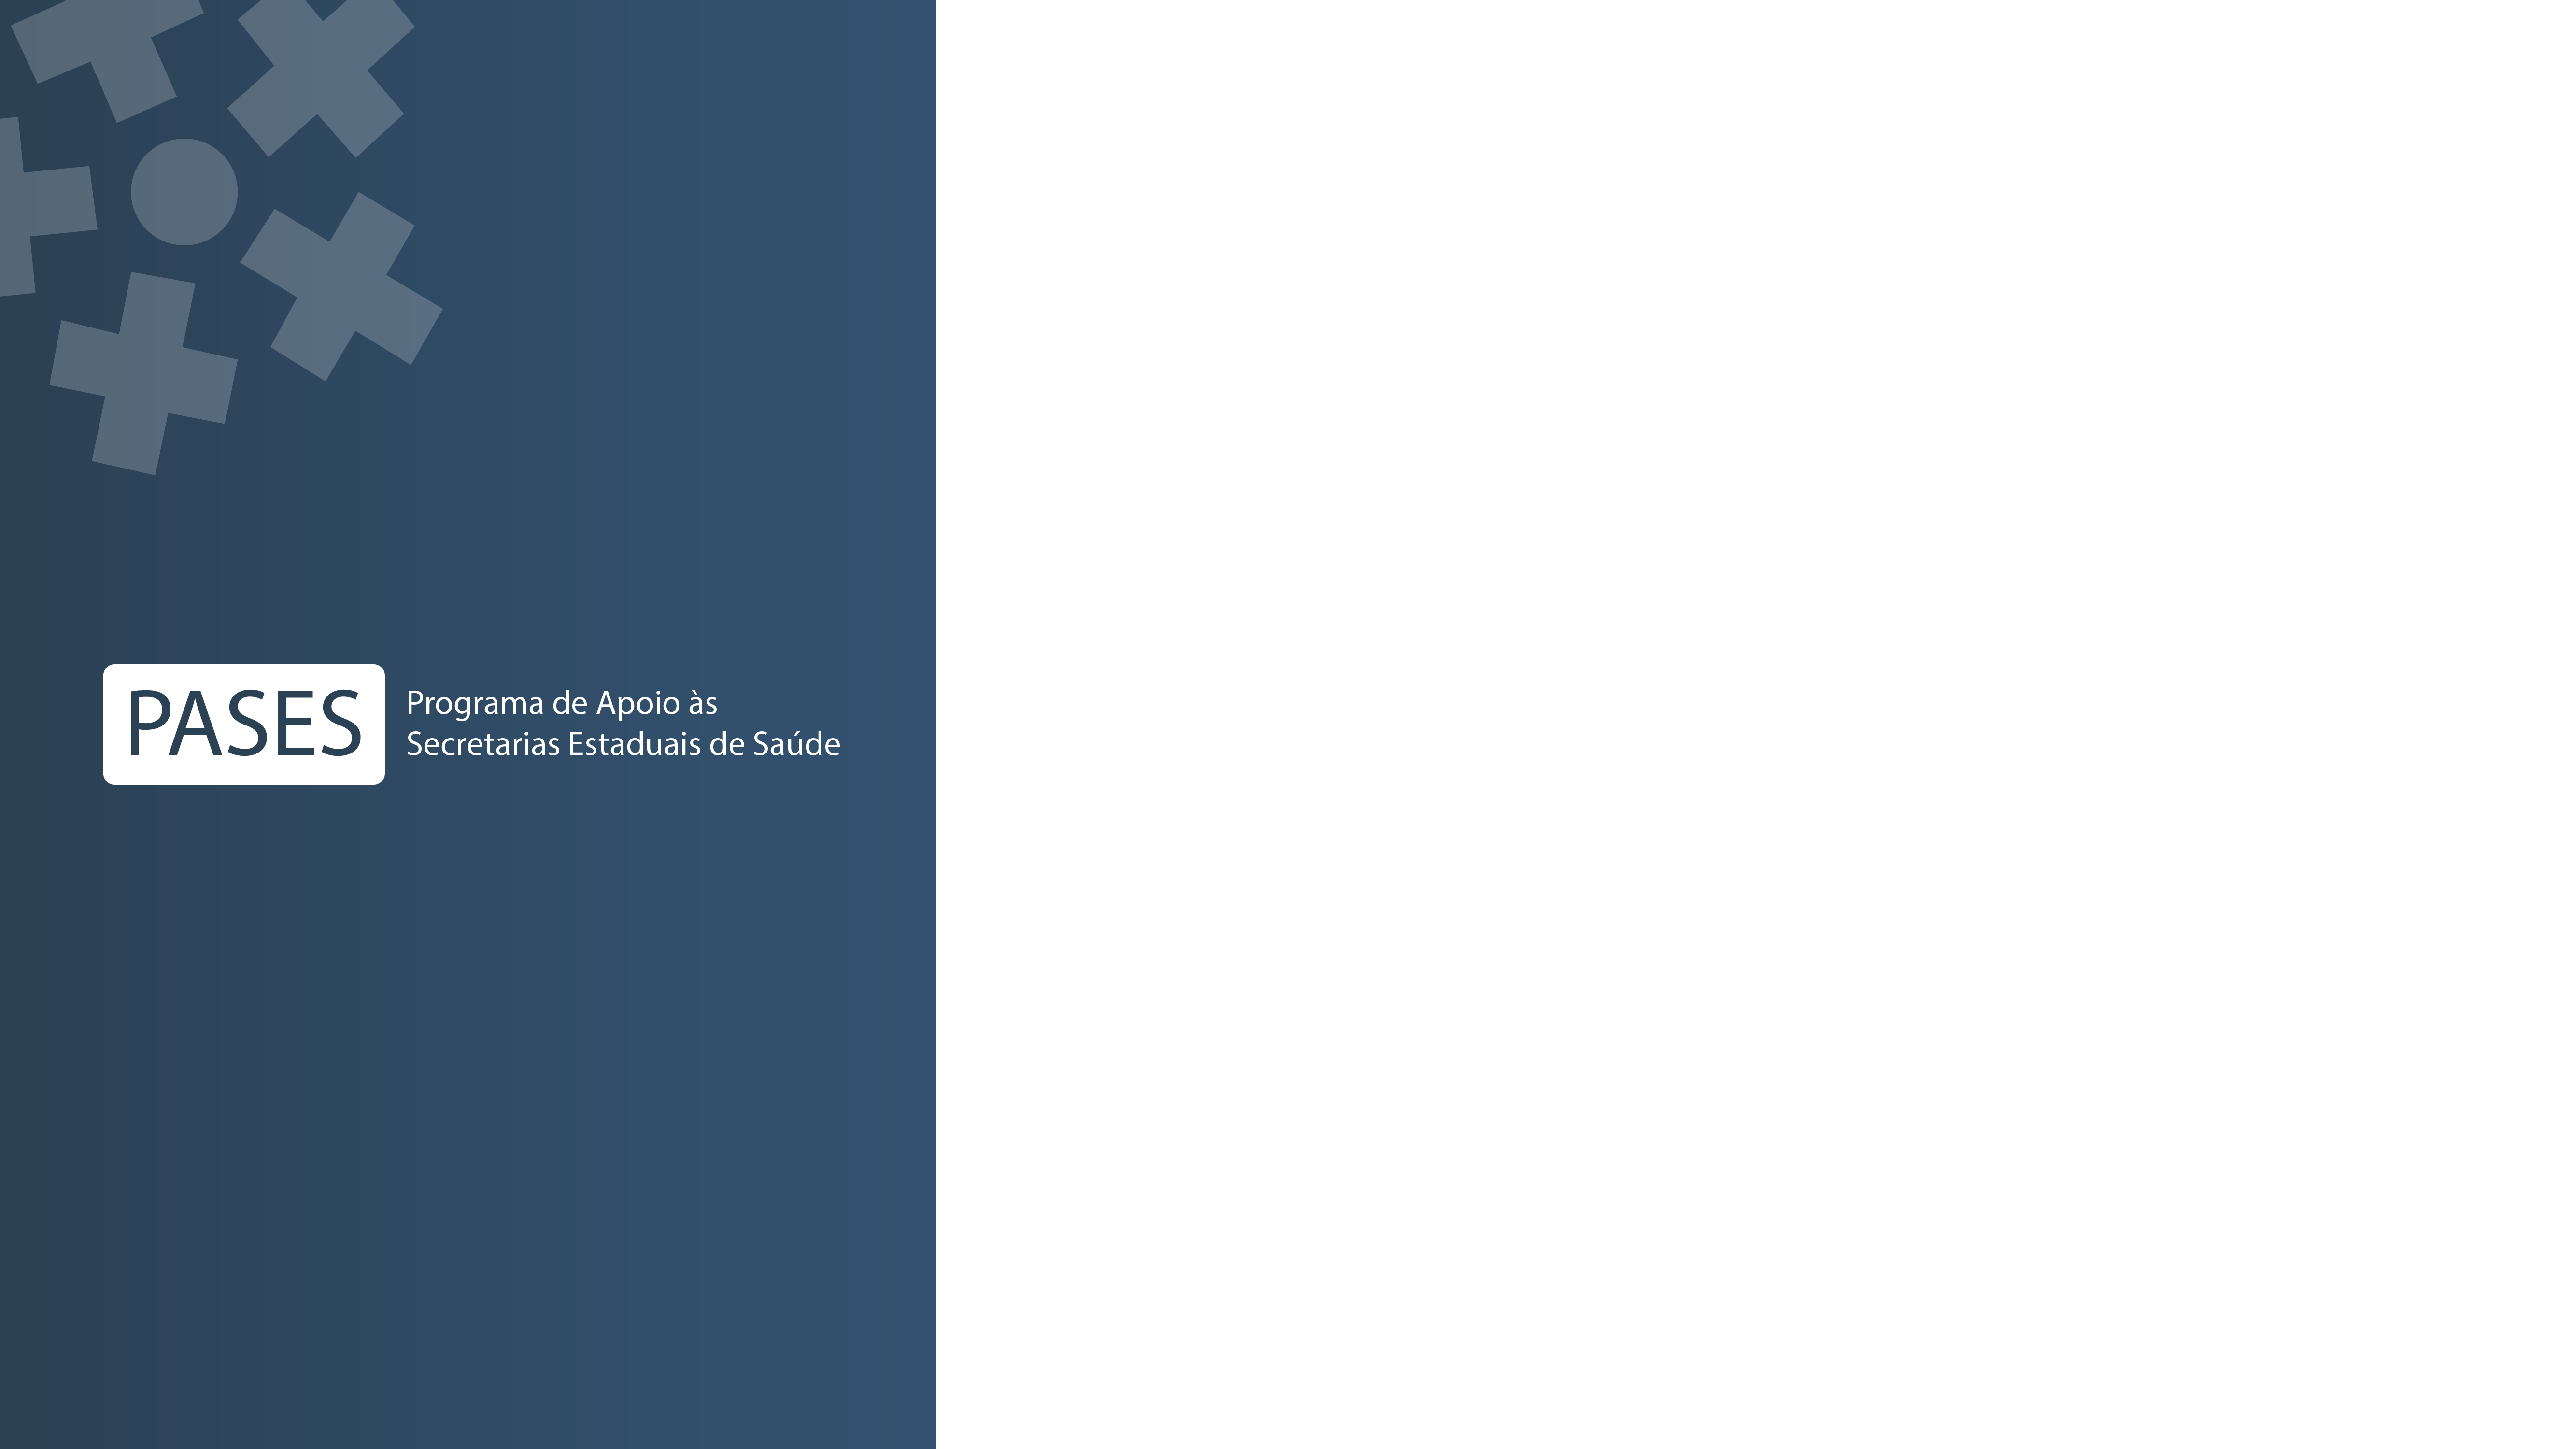 PASES
Programa de Apoio às
Secretarias Estaduais de Saúde